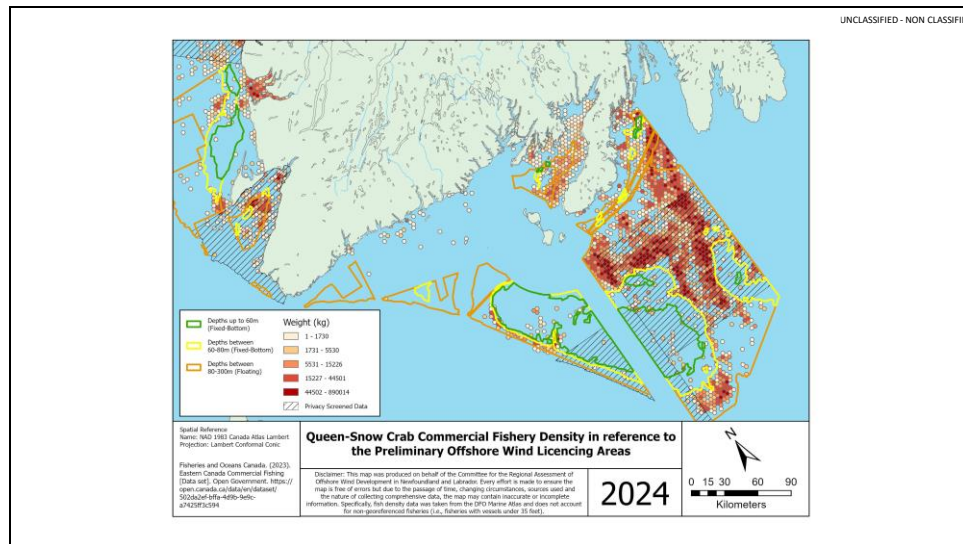 UNCLASSIFIED - NON CLASSIFI
Depths up to 60m
(Fixed-Bottom)
Depths between
60-80m (Fixed-Bottom)
Depths between
80-300m (Floating)
Weight (kg)
1 - 1730
1731 - 5530
5531 - 15226
15227 - 44501
44502 - 890014
Privacy Screened Data
Spatial Reference
Name: NAD 1983 Canada Atlas Lambert
Projection: Lambert Conformal Conic
Fisheries and Oceans Canada. (2023).
Eastern Canada Commercial Fishing
[Data set]. Open Government. https://
open.canada.ca/data/en/dataset/
502da2ef-bffa-4d9b-9e9c-
a7425ff3c594
Queen-Snow Crab Commercial Fishery Density in reference to
the Preliminary Offshore Wind Licencing Areas
Disclaimer: This map was produced on behalf of the Committee for the Regional Assessment of
Offshore Wind Development in Newfoundland and Labrador. Every effort is made to ensure the
map is free of errors but due to the passage of time, changing circumstances, sources used and
the nature of collecting comprehensive data, the map may contain inaccurate or incomplete
information. Specifically, fish density data was taken from the DFO Marine Atlas and does not account
for non-georeferenced fisheries (i.e., fisheries with vessels under 35 feet).
2024
N
0 15 30 60 90
Kilometers